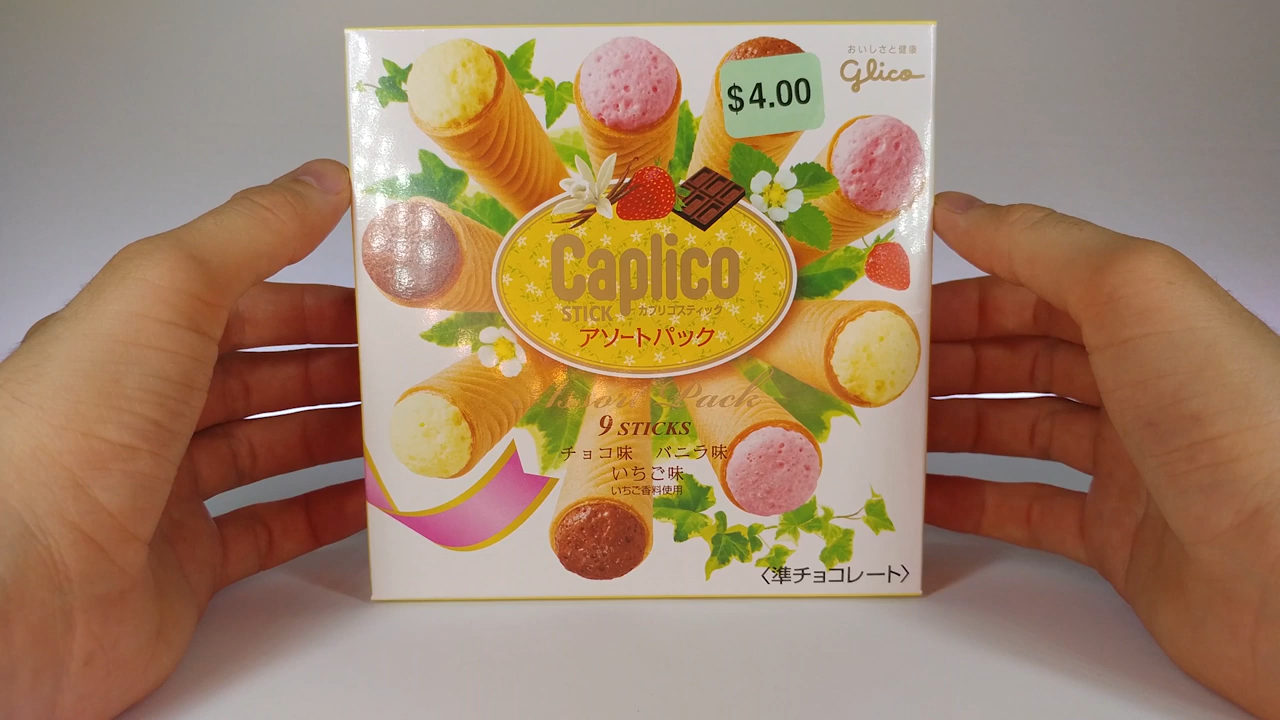 おいしさと健康
Glico
$4.00
Caplico
STICK カプリコスティック
アソートパック
Assort Pack
9 STICKS
チョコ味 バニラ味
いちご味
いちご香料使用
〈準チョコレート〉